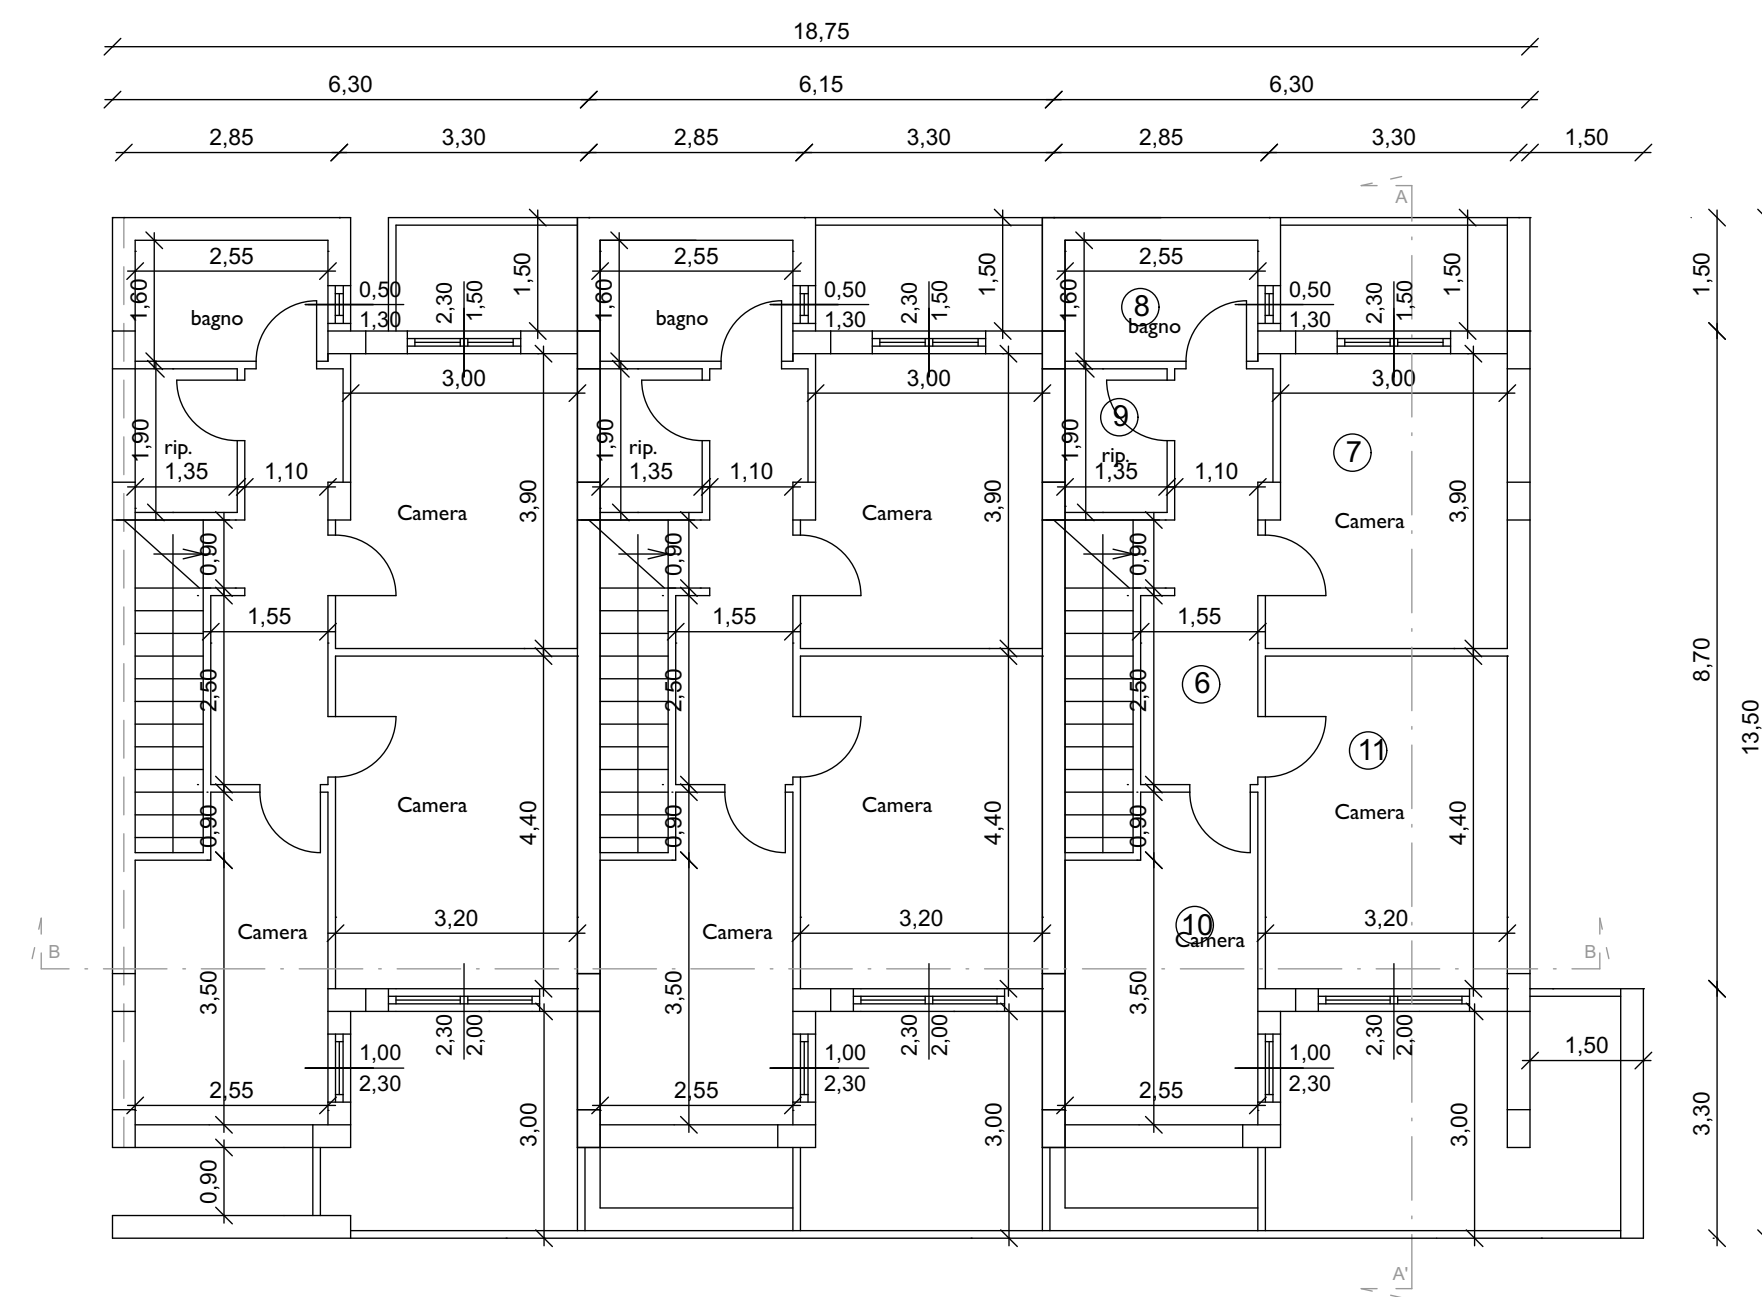 18,75
6,30 6,15 6,30
2,85 3,30 2,85 3,30 2,85 3,30 1,50
A
2,55 2,55 2,55
1,60 0,50 2,30 1,50 1,50 1,60 0,50 2,30 1,50 1,50 1,60 8 0,50 2,30 1,50 1,50 1,50
bagno 1,30 bagno 1,30 bagno 1,30
3,00 3,00 3,00
1,90 1,90 1,90 9 7
rip. rip. rip.
1,35 1,10 1,35 1,10 1,35 1,10
Camera 3,90 Camera 3,90 Camera 3,90
0,90 0,90 0,90
1,55 1,55 1,55
2,50 2,50 2,50 6 8,70
13,50
11
Camera Camera Camera
0,90 4,40 0,90 4,40 0,90 4,40
3,20 3,20 10 3,20
Camera Camera Camera
B B
3,50 3,50 3,50
2,30 2,00 2,30 2,00 2,30 2,00
1,00 1,00 1,00 1,50
2,30 2,30 2,30
2,55 2,55 2,55
3,00 3,00 3,00 3,30
0,90
A'